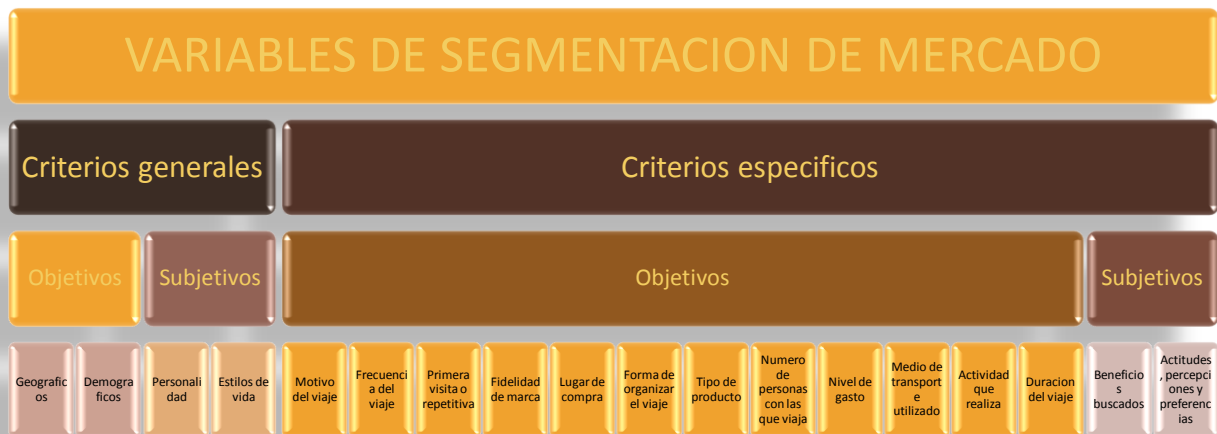 VARIABLES DE SEGMENTACION DE MERCADO
Criterios generales
Criterios especificos
Objetivos
Subjetivos
Objetivos
Subjetivos
Geografic
os
Demogra
ficos
Personali
dad
Estilos de
vida
Motivo
del viaje
Frecuenci
a del
viaje
Primera
visita o
repetitiva
Fidelidad
de marca
Lugar de
compra
Forma de
organizar
el viaje
Tipo de
producto
Numero
de
personas
con las
que viaja
Nivel de
gasto
Medio de
transport
e
utilizado
Actividad
que
realiza
Duracion
del viaje
Beneficio
s
buscados
Actitudes
, percepci
ones y
preferenc
ias